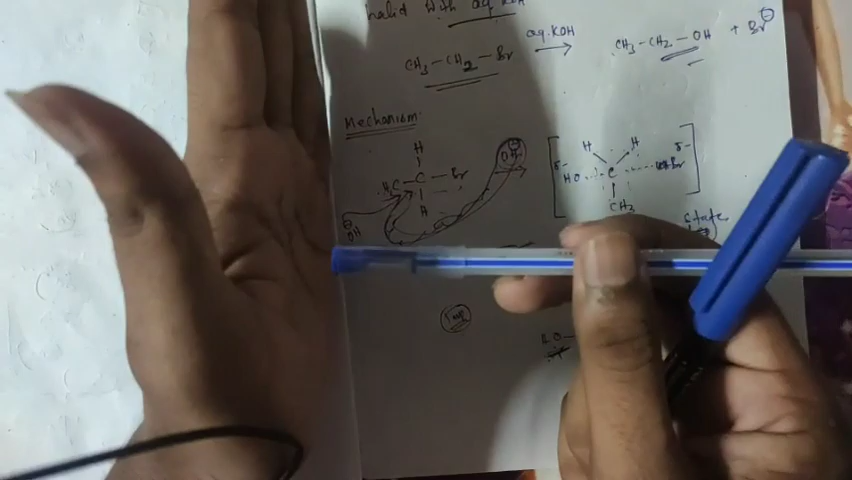 halid with aq KOH
CH3-CH2-Br aq.KOH → CH3-CH2-OH + Br⊖
Mechanism:
H
H3C-C-Br
H
⊖OH
OH⊖
H H
δ- HO C Br δ-
CH3
State